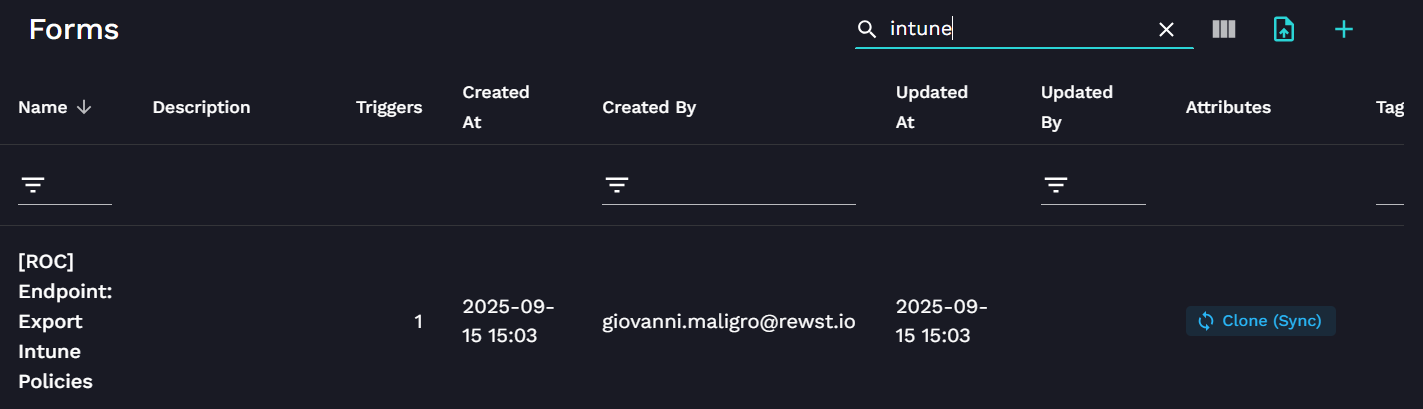 Forms
intune
Name
Description
Triggers
Created
At
Created By
Updated
At
Updated
By
Attributes
Tag
[ROC]
Endpoint:
Export
Intune
Policies
1
2025-09-
15 15:03
giovanni.maligro@rewst.io
2025-09-
15 15:03
Clone (Sync)